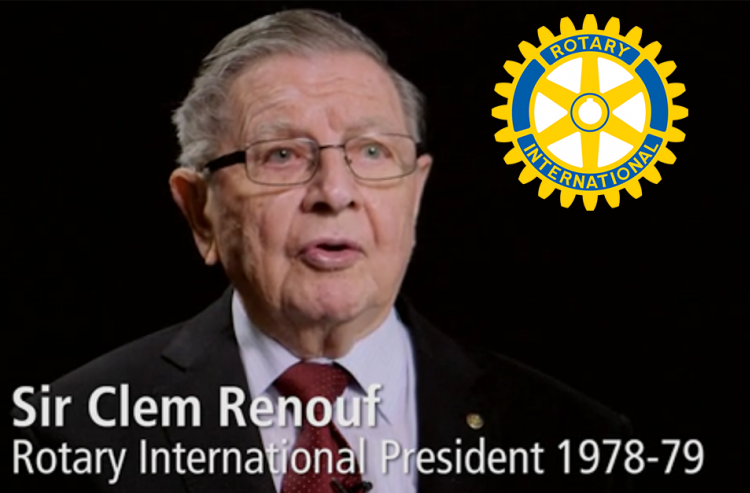 ROTARY
INTERNATIONAL
Sir Clem Renouf
Rotary International President 1978-79